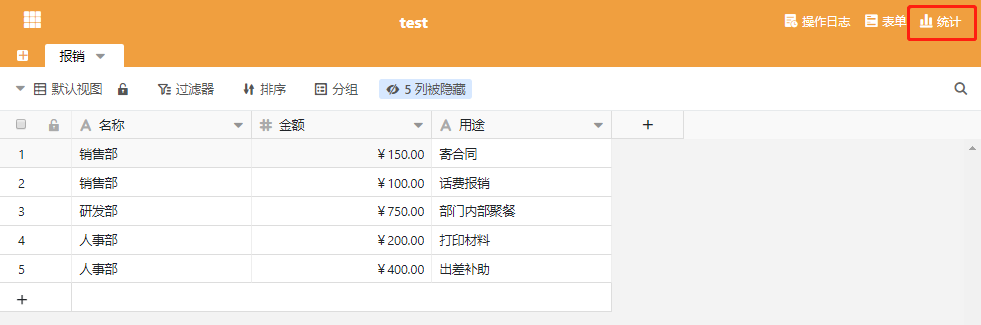 test
操作日志 表单 统计
报销
默认视图 过滤器 排序 分组 5 列被隐藏
名称 金额 用途
1 销售部 ¥150.00 寄合同
2 销售部 ¥100.00 话费报销
3 研发部 ¥750.00 部门内部聚餐
4 人事部 ¥200.00 打印材料
5 人事部 ¥400.00 出差补助